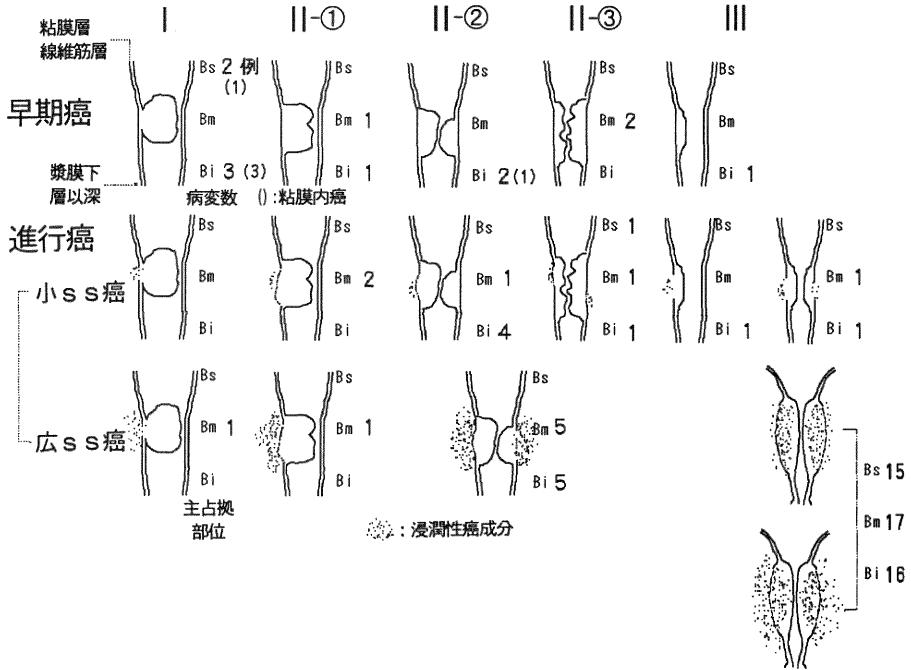 I II-① II-② II-③ III
粘膜層
線維筋層
早期癌
漿膜下
層以深
Bs 2 例
(1)
Bm
Bi 3 (3)
病変数 () : 粘膜内癌
Bs
Bm 1
Bi 1
Bs
Bm
Bi 2 (1)
Bs
Bm 2
Bi
Bs
Bm
Bi 1
進行癌
小ss癌
Bs
Bm
Bi
Bs
Bm 2
Bi
Bs
Bm 1
Bi 4
Bs 1
Bm 1
Bi 1
Bs
Bm
Bi 1
Bs
Bm 1
Bi 1
広ss癌
Bs
Bm 1
Bi
Bs
Bm 1
Bi
Bs
Bm 5
Bi 5
Bs 15
Bm 17
Bi 16
主占拠
部位
: 浸潤性癌成分